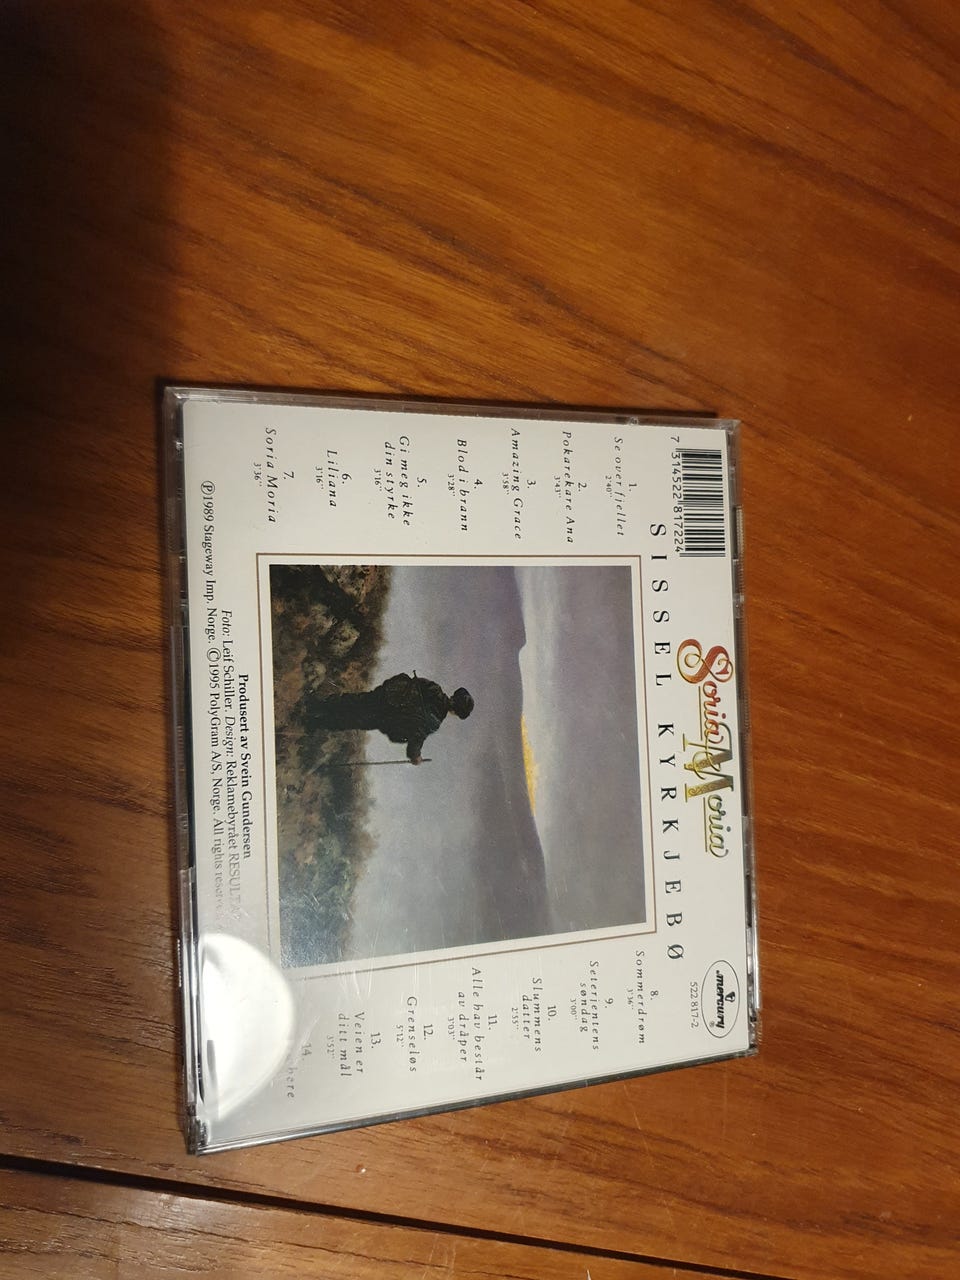 Soria Moria
SISSEL KYRKJEBØ
7 314522 817224
mercury®
522 817-2
1.
Se over fjellet
2'40"
2.
Pokarekare Ana
3'43"
3.
Amazing Grace
3'58"
4.
Blod i brann
3'28"
5.
Gi meg ikke
din styrke
3'16"
6.
Liliana
3'16"
7.
Soria Moria
3'36"
8.
Sommerdrøm
3'36"
9.
Seterjentens
søndag
3'00"
10.
Slummens
datter
2'55"
11.
Alle hav består
av dråper
3'03"
12.
Grenseløs
5'12"
13.
Veien er
ditt mål
3'52"
14.
Produsert av Svein Gundersen
Foto: Leif Schiller. Design: Reklamebyrået
Ⓟ1989 Stageway Imp. Norge. ©1995 PolyGram A/S, Norge. All rights